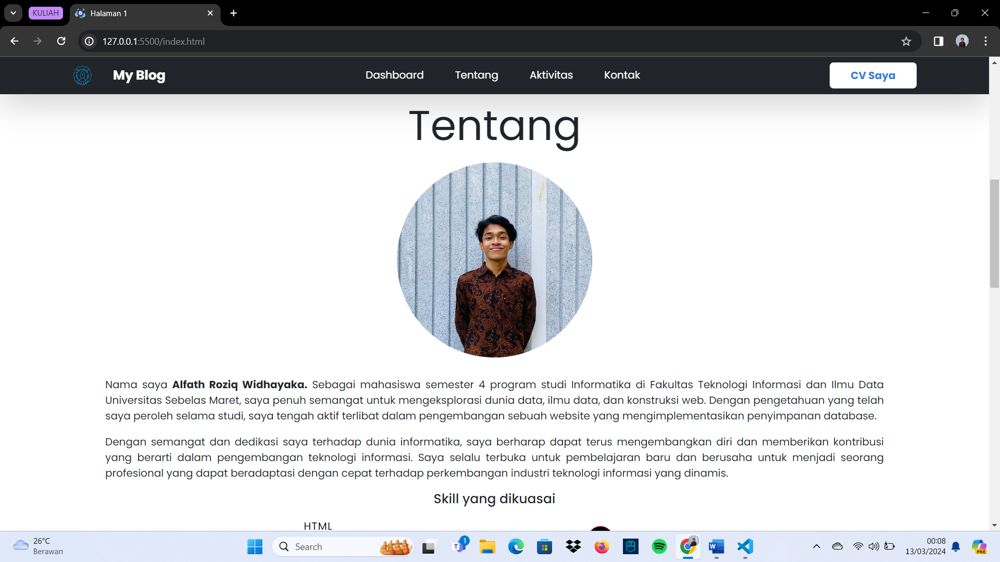 KULIAH
Halaman 1
127.0.0.1:5500/index.html
My Blog
Dashboard
Tentang
Aktivitas
Kontak
CV Saya
Tentang
Nama saya Alfath Roziq Widhayaka. Sebagai mahasiswa semester 4 program studi Informatika di Fakultas Teknologi Informasi dan Ilmu Data
Universitas Sebelas Maret, saya penuh semangat untuk mengeksplorasi dunia data, ilmu data, dan konstruksi web. Dengan pengetahuan yang telah
saya peroleh selama studi, saya tengah aktif terlibat dalam pengembangan sebuah website yang mengimplementasikan penyimpanan database.
Dengan semangat dan dedikasi saya terhadap dunia informatika, saya berharap dapat terus mengembangkan diri dan memberikan kontribusi
yang berarti dalam pengembangan teknologi informasi. Saya selalu terbuka untuk pembelajaran baru dan berusaha untuk menjadi seorang
profesional yang dapat beradaptasi dengan cepat terhadap perkembangan industri teknologi informasi yang dinamis.
Skill yang dikuasai
HTML
26°C
Berawan
Search
1
PRE
00:08
13/03/2024